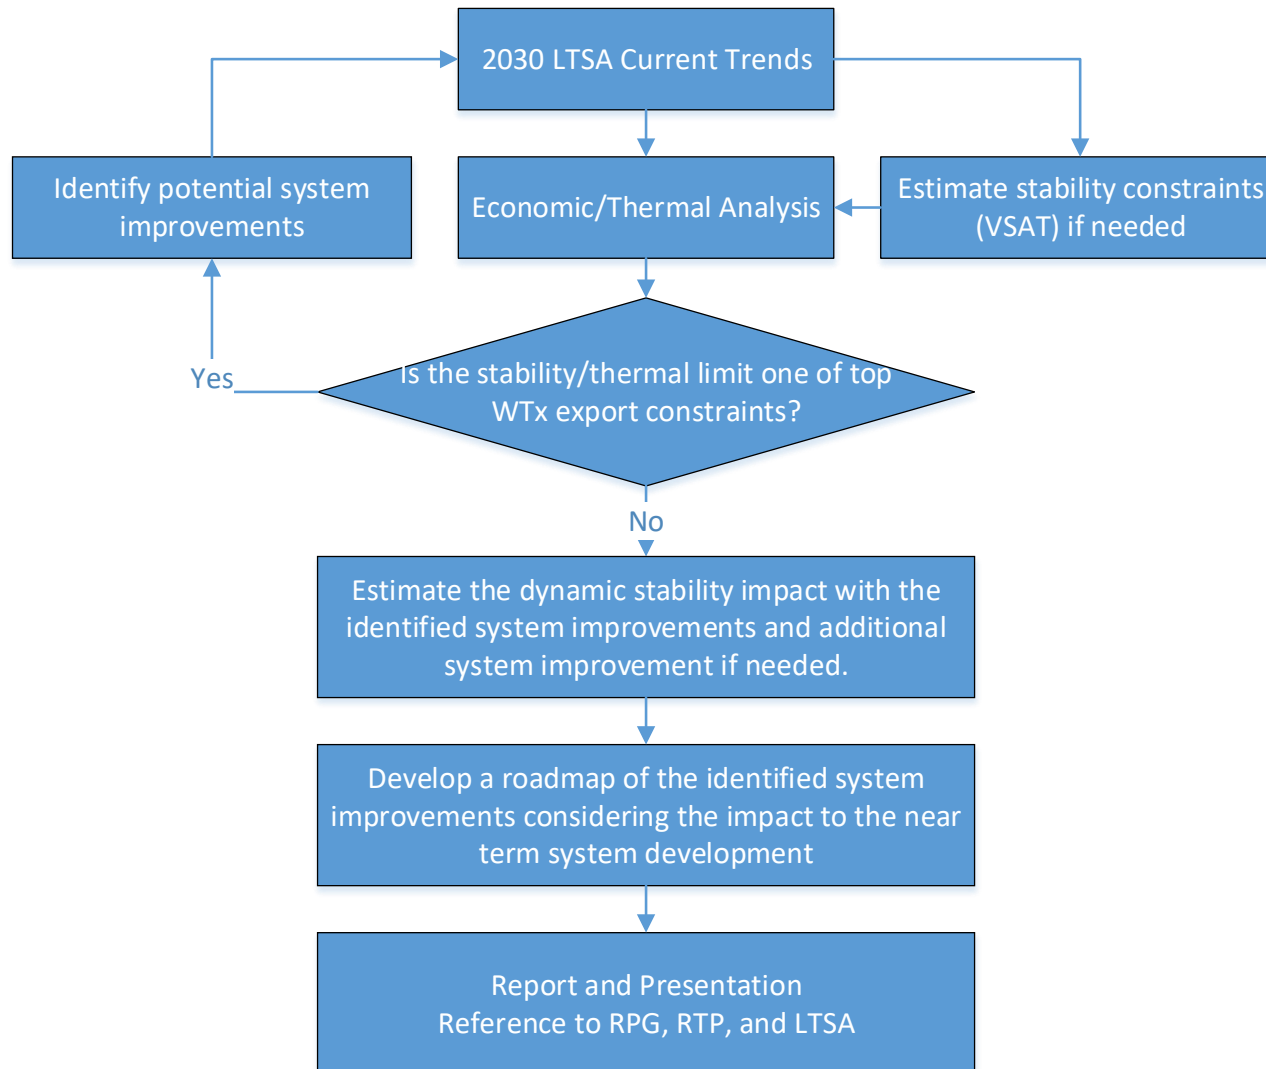 2030 LTSA Current Trends
Identify potential system
improvements
Economic/Thermal Analysis
Estimate stability constraints
(VSAT) if needed
Is the stability/thermal limit one of top
WTx export constraints?
Yes
No
Estimate the dynamic stability impact with the
identified system improvements and additional
system improvement if needed.
Develop a roadmap of the identified system
improvements considering the impact to the near
term system development
Report and Presentation
Reference to RPG, RTP, and LTSA